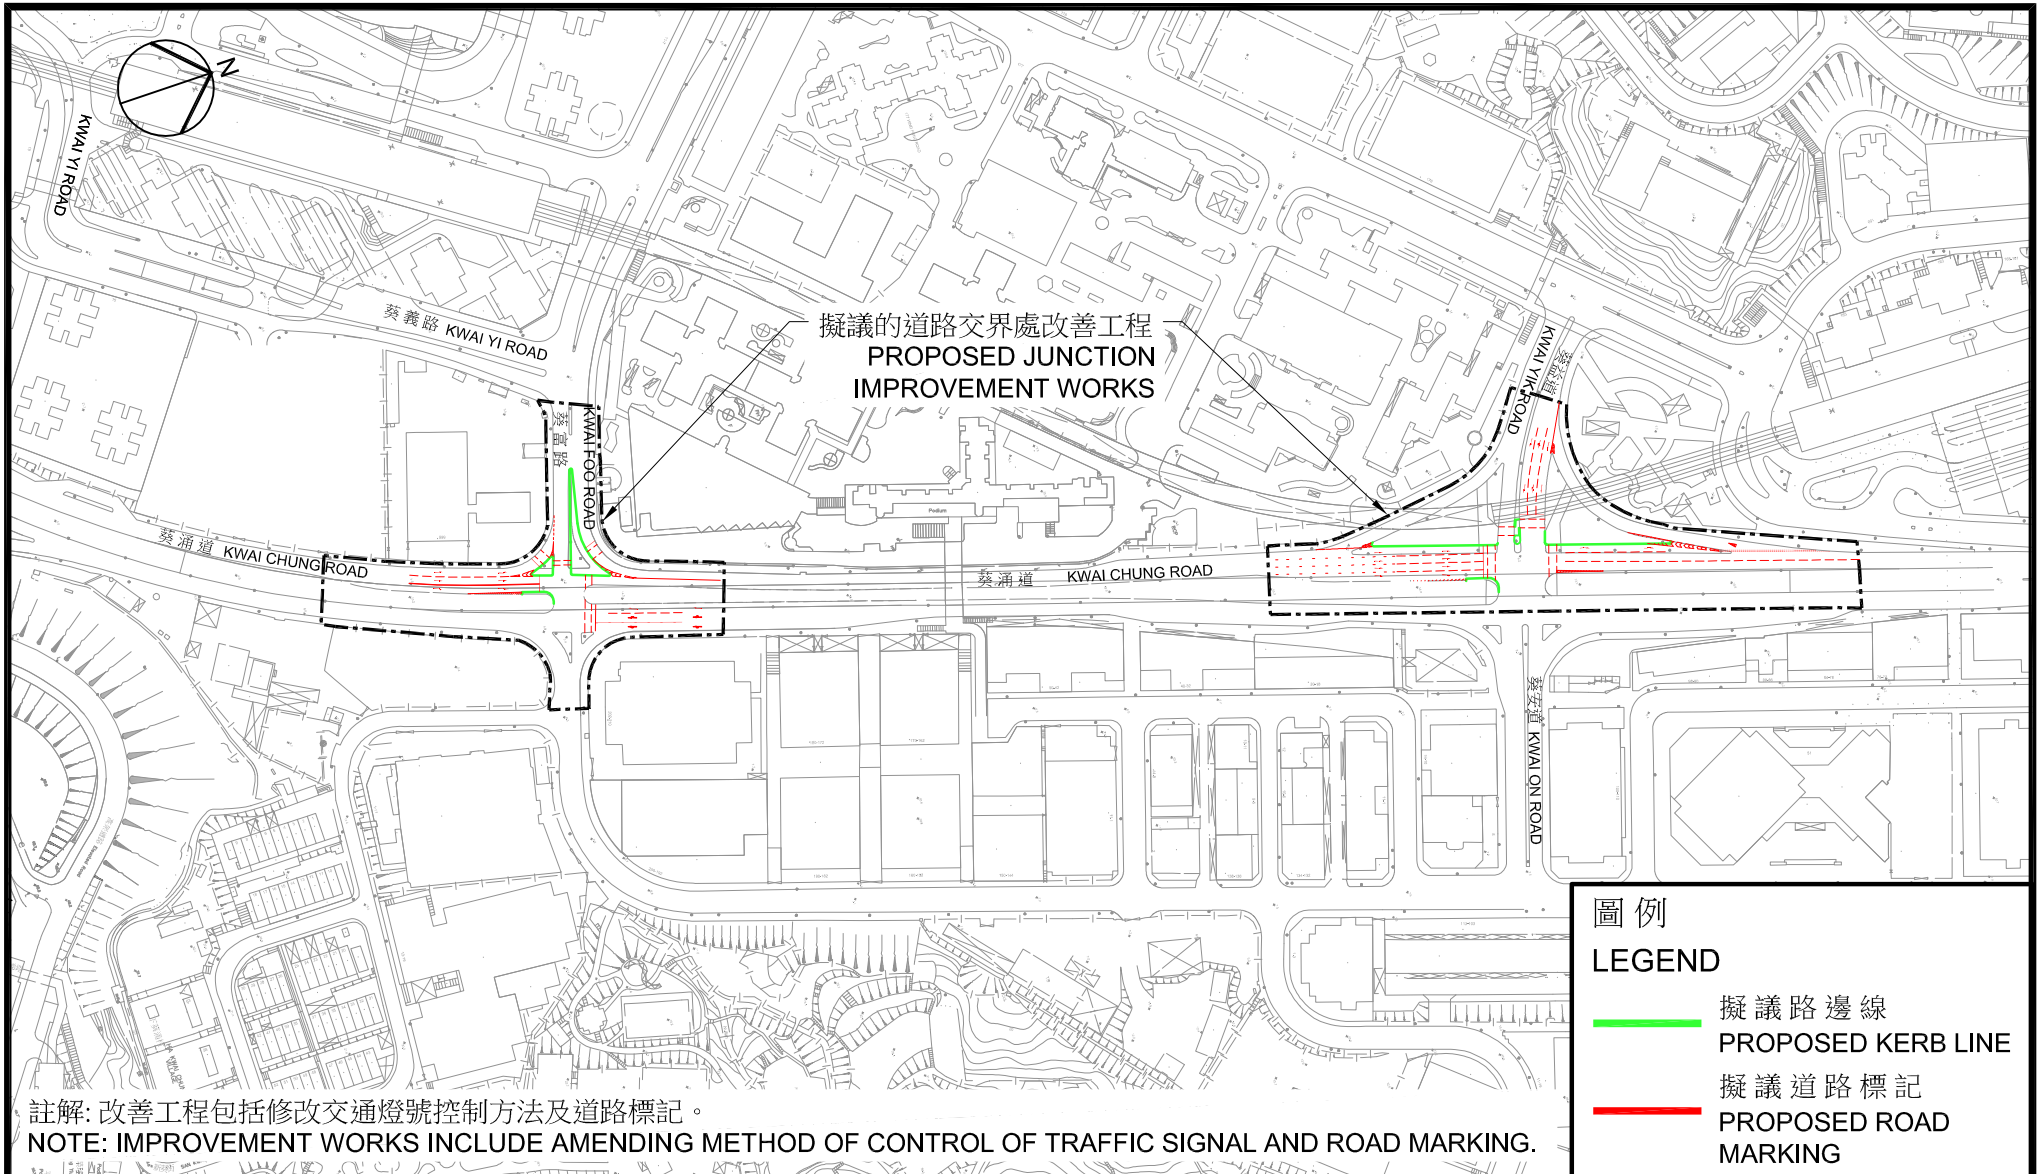 N
KWAI YI ROAD
葵義路 KWAI YI ROAD
擬議的道路交界處改善工程
PROPOSED JUNCTION
IMPROVEMENT WORKS
葵富路
KWAI FOO ROAD
KWAI YIK ROAD
葵益道
葵涌道 KWAI CHUNG ROAD
Podium
葵涌道 KWAI CHUNG ROAD
葵安道 KWAI ON ROAD
圖例
LEGEND
擬議路邊線
PROPOSED KERB LINE
擬議道路標記
PROPOSED ROAD
MARKING
註解: 改善工程包括修改交通燈號控制方法及道路標記。
NOTE: IMPROVEMENT WORKS INCLUDE AMENDING METHOD OF CONTROL OF TRAFFIC SIGNAL AND ROAD MARKING.